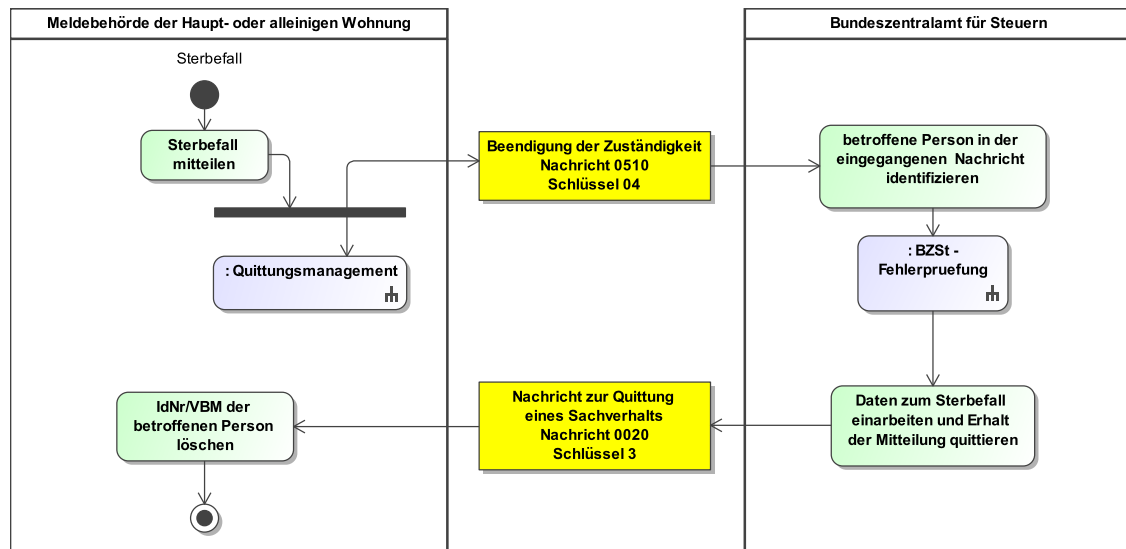 Meldebehörde der Haupt- oder alleinigen Wohnung
Bundeszentralamt für Steuern
Sterbefall
Sterbefall
mitteilen
Beendigung der Zuständigkeit
Nachricht 0510
Schlüssel 04
betroffene Person in der
eingegangenen Nachricht
identifizieren
: Quittungsmanagement
: BZSt -
Fehlerpruefung
IdNr/VBM der
betroffenen Person
löschen
Nachricht zur Quittung
eines Sachverhalts
Nachricht 0020
Schlüssel 3
Daten zum Sterbefall
einarbeiten und Erhalt
der Mitteilung quittieren